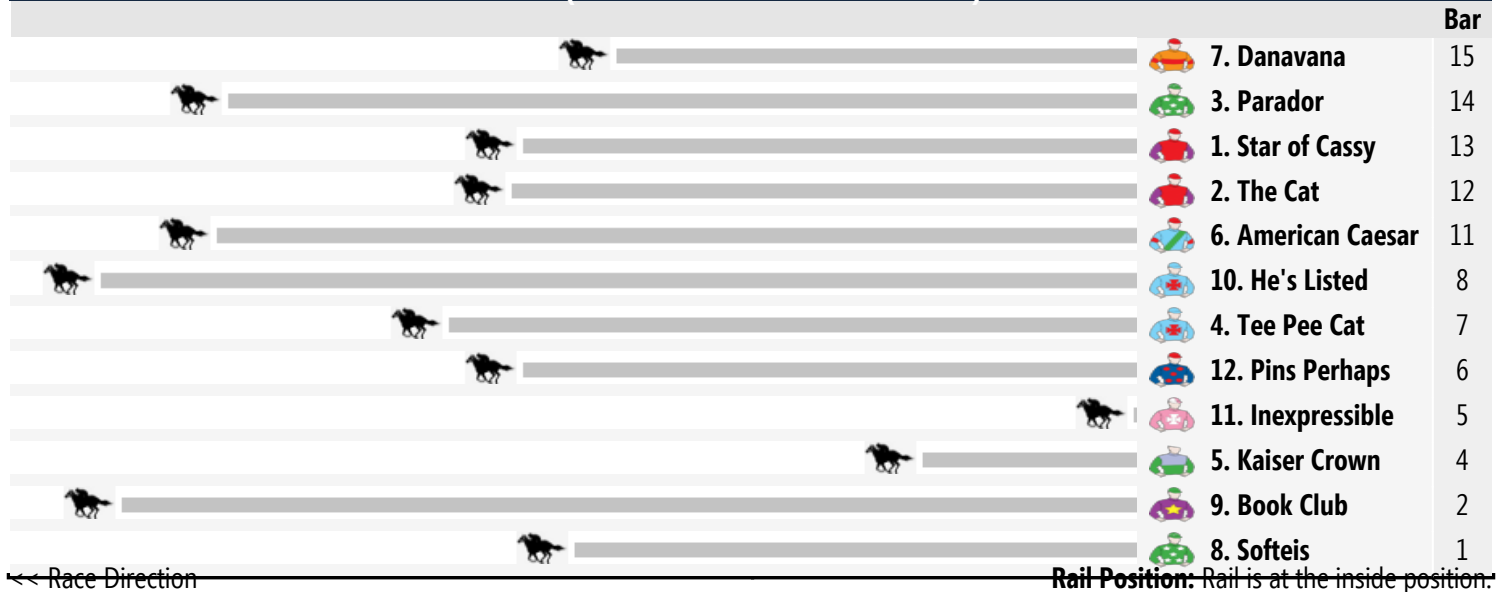 Bar
7. Danavana 15
3. Parador 14
1. Star of Cassy 13
2. The Cat 12
6. American Caesar 11
10. He's Listed 8
4. Tee Pee Cat 7
12. Pins Perhaps 6
11. Inexpressible 5
5. Kaiser Crown 4
9. Book Club 2
8. Softeis 1
<< Race Direction Rail Position: Rail is at the inside position.